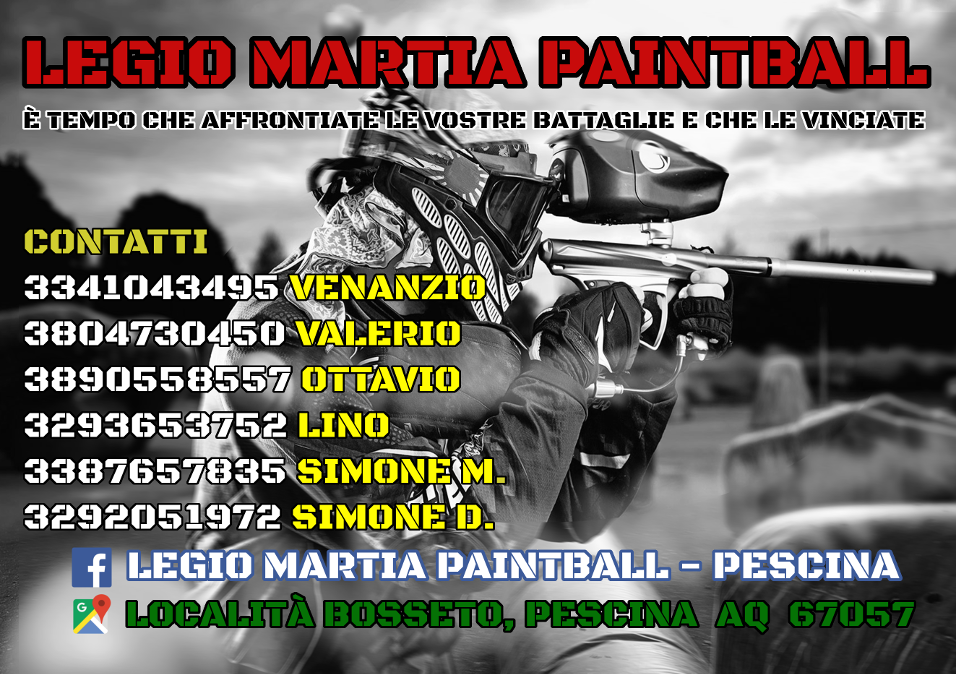 LEGIO MARTIA PAINTBALL
È TEMPO CHE AFFRONTIATE LE VOSTRE BATTAGLIE E CHE LE VINCIATE
CONTATTI
3341043495 VENANZIO
3804730450 VALERIO
3890558557 OTTAVIO
3293653752 LINO
3387657835 SIMONE M.
3292051972 SIMONE D.
f LEGIO MARTIA PAINTBALL - PESCINA
G LOCALITÀ BOSSETO, PESCINA AQ 67057